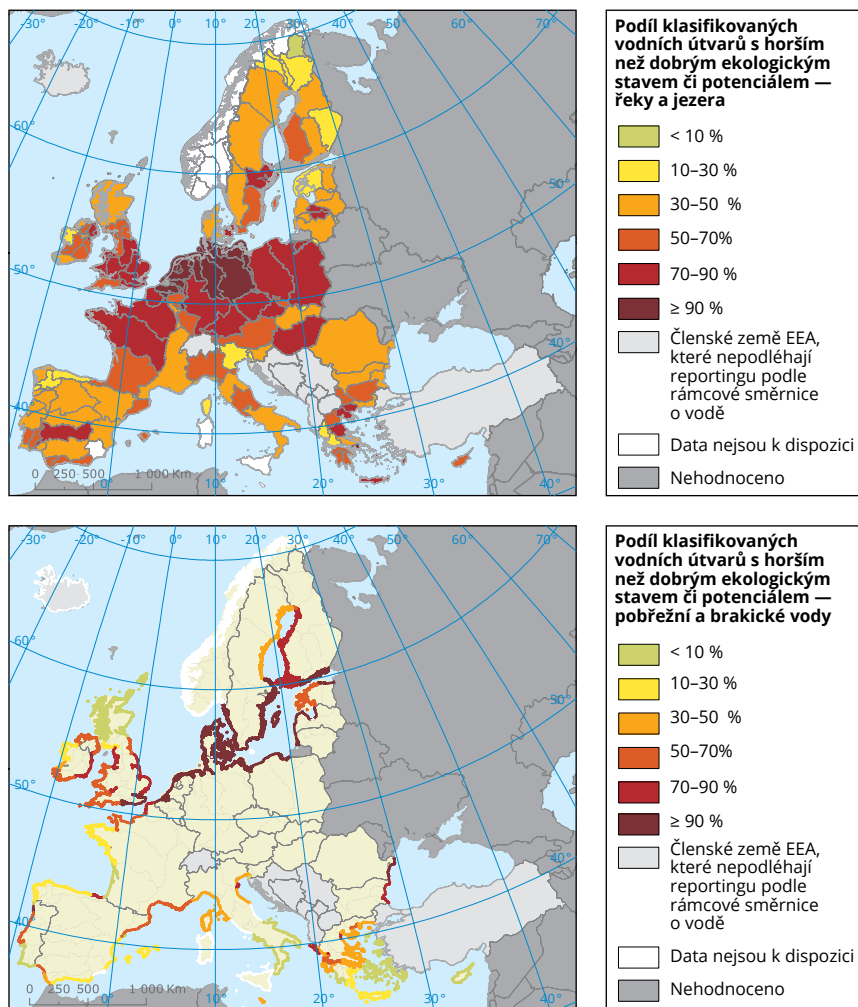 -30° -20° -10° 0° 10° 20° 30° 40° 50° 60° 70°
60°
50°
40°
60°
50°
40°
0 250 500 1 000 Km
0° 10° 20° 30° 40°
Podíl klasifikovaných
vodních útvarů s horším
než dobrým ekologickým
stavem či potenciálem —
řeky a jezera
< 10 %
10–30 %
30–50 %
50–70%
70–90 %
≥ 90 %
Členské země EEA,
které nepodléhají
reportingu podle
rámcové směrnice
o vodě
Data nejsou k dispozici
Nehodnoceno
-30° -20° -10° 0° 10° 20° 30° 40° 50° 60° 70°
60°
50°
40°
50°
40°
0 250 500 1 000 Km
0° 10° 20° 30° 40°
Podíl klasifikovaných
vodních útvarů s horším
než dobrým ekologickým
stavem či potenciálem —
pobřežní a brakické vody
< 10 %
10–30 %
30–50 %
50–70%
70–90 %
≥ 90 %
Členské země EEA,
které nepodléhají
reportingu podle
rámcové směrnice
o vodě
Data nejsou k dispozici
Nehodnoceno